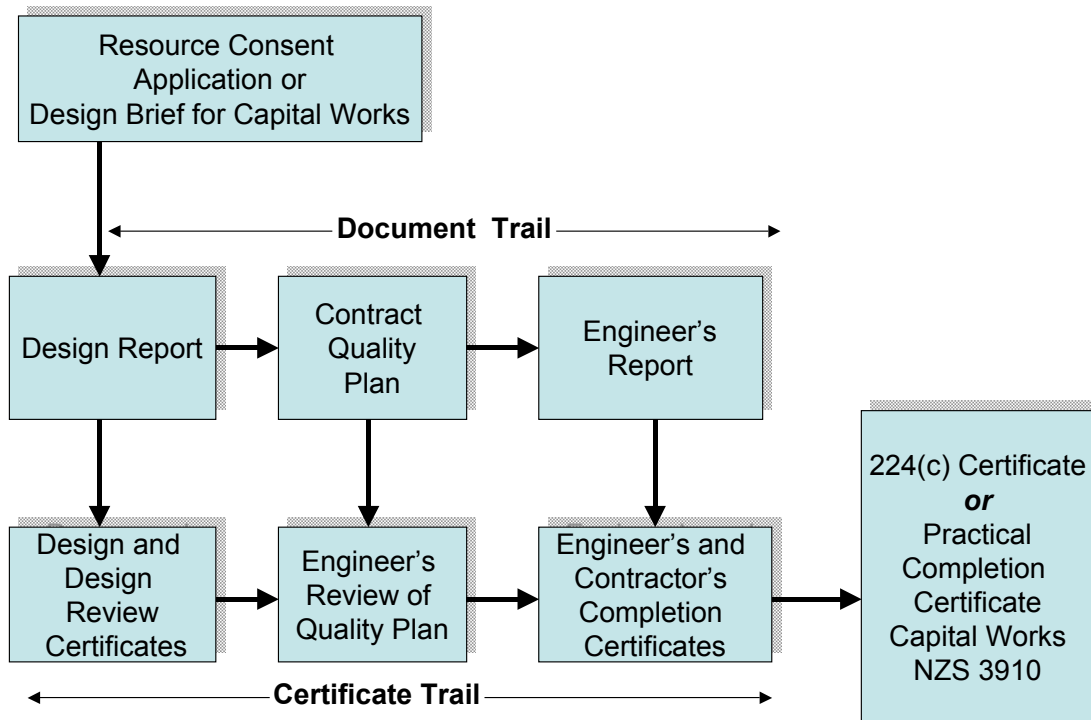 Resource Consent
Application or
Design Brief for Capital Works
Document Trail
Design Report
Contract
Quality
Plan
Engineer’s
Report
Design and
Design
Review
Certificates
Engineer’s
Review of
Quality Plan
Engineer’s and
Contractor’s
Completion
Certificates
224(c) Certificate
or
Practical
Completion
Certificate
Capital Works
NZS 3910
Certificate Trail